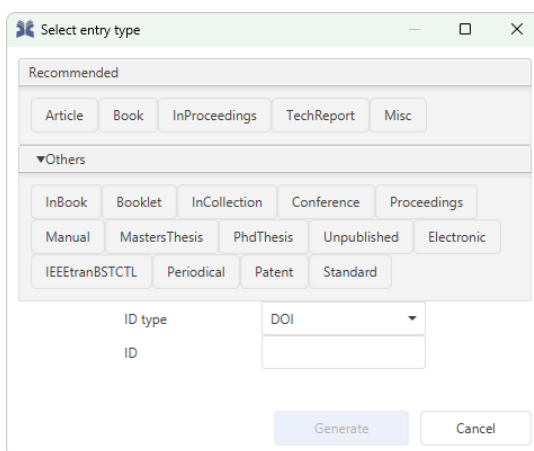 Select entry type
Recommended
Article Book InProceedings TechReport Misc
▼Others
InBook Booklet InCollection Conference Proceedings
Manual MastersThesis PhdThesis Unpublished Electronic
IEEEtranBSTCTL Periodical Patent Standard
ID type DOI
ID
Generate Cancel